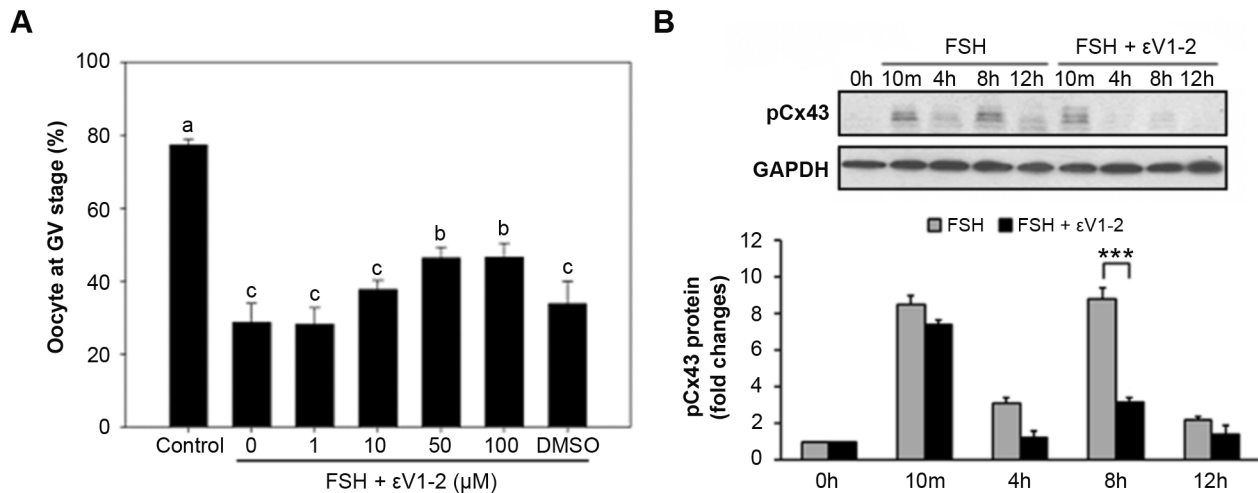 A
Oocyte at GV stage (%)
100
80
60
40
20
0
a
c
c
c
b
b
c
Control 0 1 10 50 100 DMSO
FSH + εV1-2 (µM)
B
FSH FSH + εV1-2
0h 10m 4h 8h 12h 10m 4h 8h 12h
pCx43
GAPDH
FSH FSH + εV1-2
pCx43 protein
(fold changes)
12
10
8
6
4
2
0
***
0h 10m 4h 8h 12h